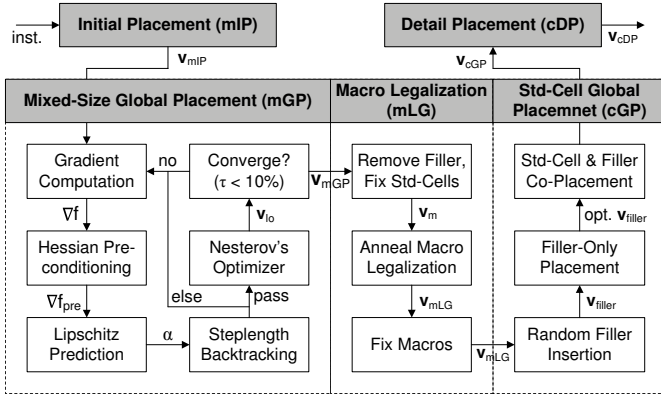 inst.
Initial Placement (mIP)
v_mIP
Detail Placement (cDP)
v_cDP
v_cGP
Mixed-Size Global Placement (mGP)
Macro Legalization
(mLG)
Std-Cell Global
Placemnet (cGP)
Gradient
Computation
no
Converge?
(τ < 10%)
v_mGP
∇f
v_lo
Hessian Pre-
conditioning
Nesterov's
Optimizer
∇f_pre
else
pass
Lipschitz
Prediction
α
Steplength
Backtracking
Remove Filler,
Fix Std-Cells
v_m
Anneal Macro
Legalization
v_mLG
Fix Macros
v_mLG
Std-Cell & Filler
Co-Placement
opt. v_filler
Filler-Only
Placement
v_filler
Random Filler
Insertion